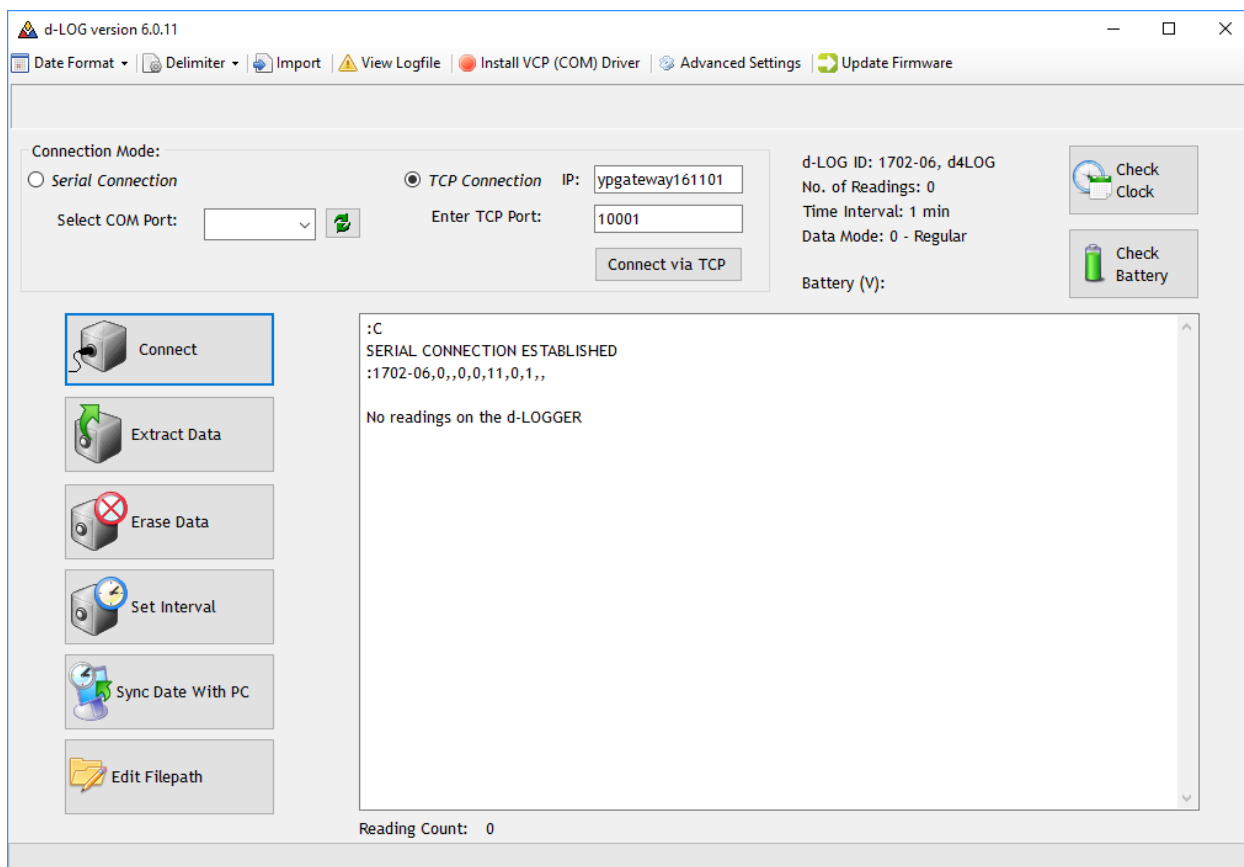 d-LOG version 6.0.11
Date Format Delimiter Import View Logfile Install VCP (COM) Driver Advanced Settings Update Firmware
Connection Mode:
Serial Connection
Select COM Port:
TCP Connection IP: ypgateway161101
Enter TCP Port: 10001
Connect via TCP
d-LOG ID: 1702-06, d4LOG
No. of Readings: 0
Time Interval: 1 min
Data Mode: 0 - Regular
Battery (V):
Check
Clock
Check
Battery
Connect
Extract Data
Erase Data
Set Interval
Sync Date With PC
Edit Filepath
:C
SERIAL CONNECTION ESTABLISHED
:1702-06,0,,0,0,11,0,1,,
No readings on the d-LOGGER
Reading Count: 0